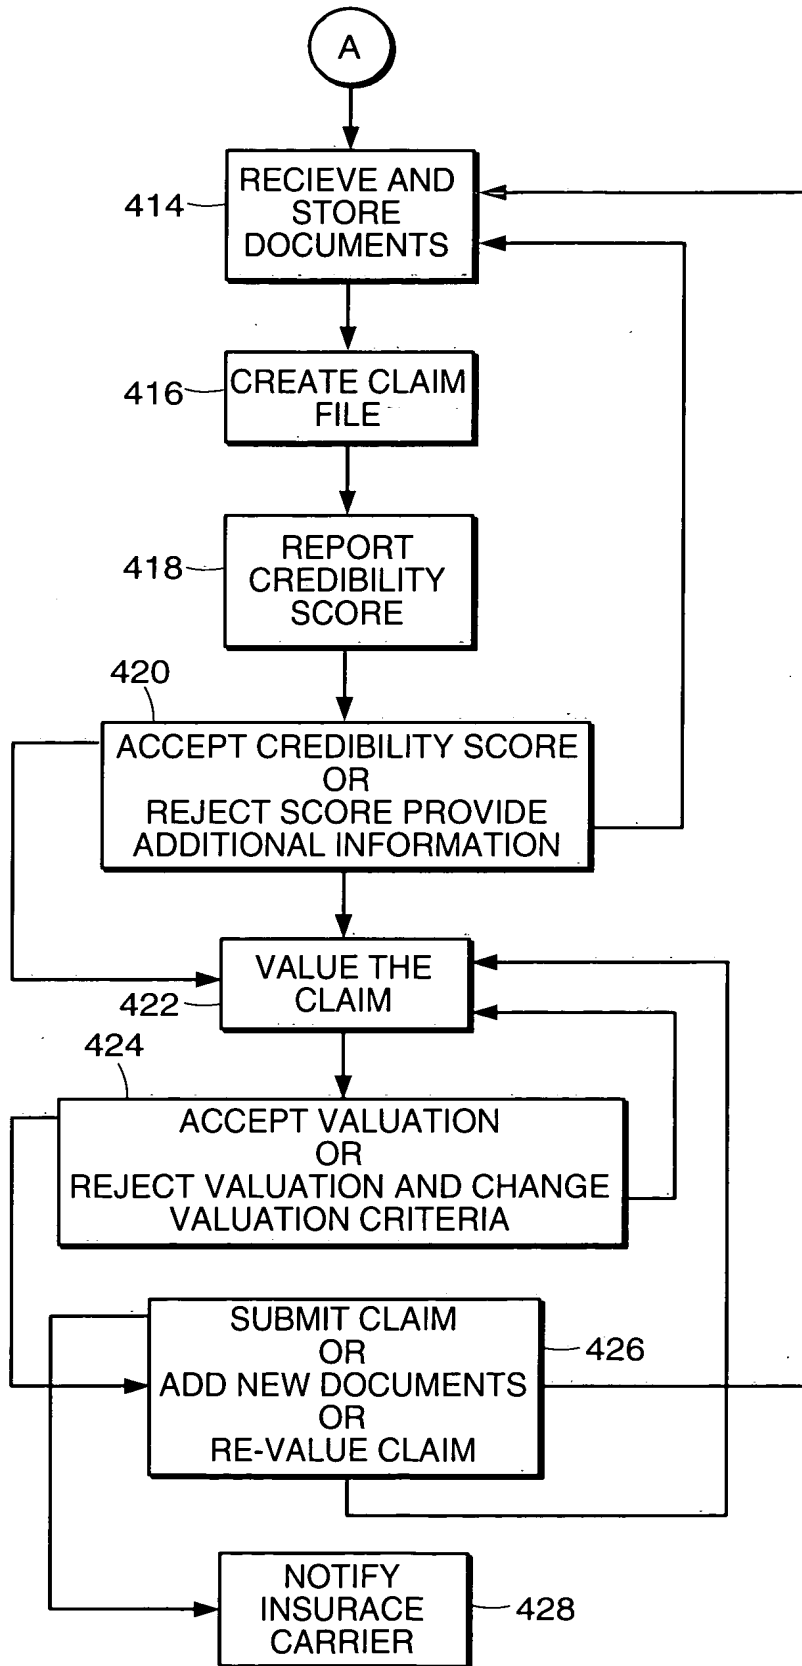 A
414
RECIEVE AND
STORE
DOCUMENTS
416
CREATE CLAIM
FILE
418
REPORT
CREDIBILITY
SCORE
420
ACCEPT CREDIBILITY SCORE
OR
REJECT SCORE PROVIDE
ADDITIONAL INFORMATION
VALUE THE
CLAIM
422
424
ACCEPT VALUATION
OR
REJECT VALUATION AND CHANGE
VALUATION CRITERIA
SUBMIT CLAIM
OR
ADD NEW DOCUMENTS
OR
RE-VALUE CLAIM
426
NOTIFY
INSURACE
CARRIER
428